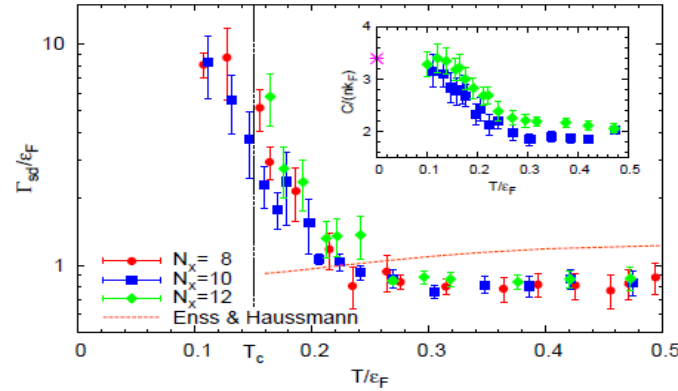 10
1
Γsd/εF
0
0.1
Tc
0.2
0.3
0.4
0.5
T/εF
Nx= 8
Nx=10
Nx=12
Enss & Haussmann
4
3
2
C/(nkF)
0
0.1
0.2
0.3
0.4
0.5
T/εF